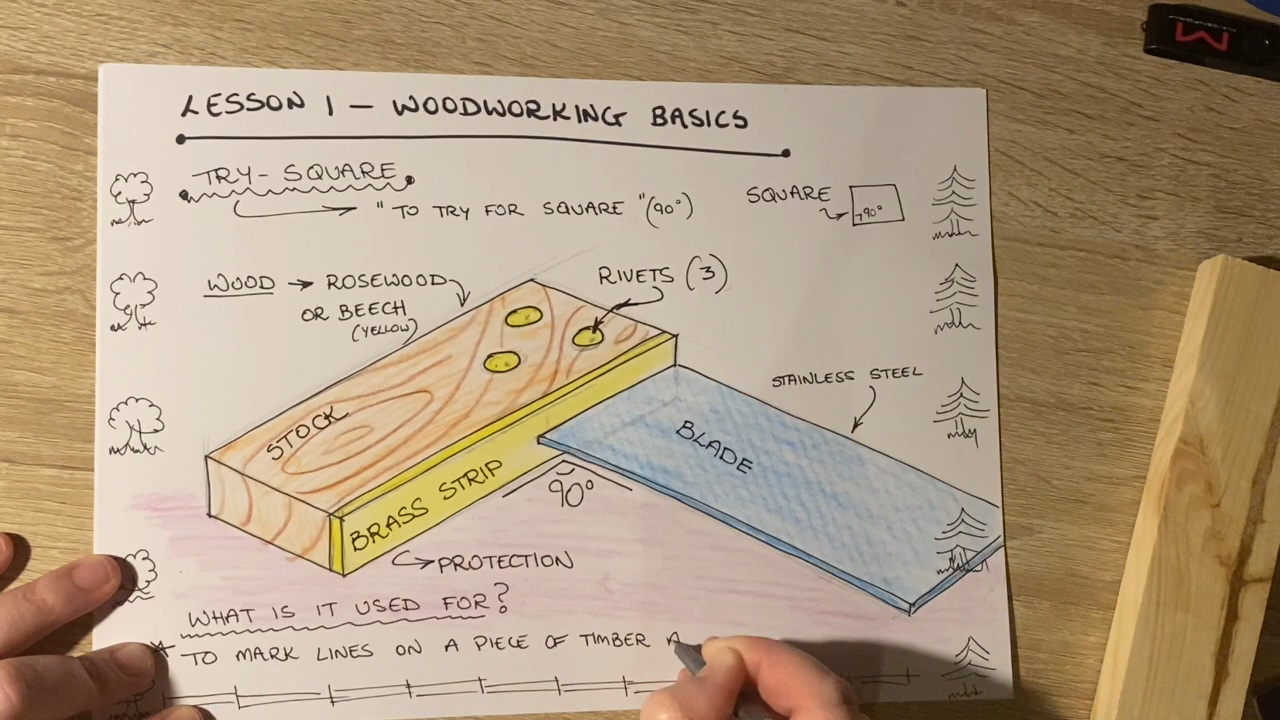 LESSON 1 – WOODWORKING BASICS
TRY-SQUARE
"TO TRY FOR SQUARE" (90°)
SQUARE
90°
WOOD → ROSEWOOD
OR BEECH
(YELLOW)
RIVETS (3)
STAINLESS STEEL
STOCK
BLADE
BRASS STRIP
90°
PROTECTION
WHAT IS IT USED FOR?
TO MARK LINES ON A PIECE OF TIMBER A